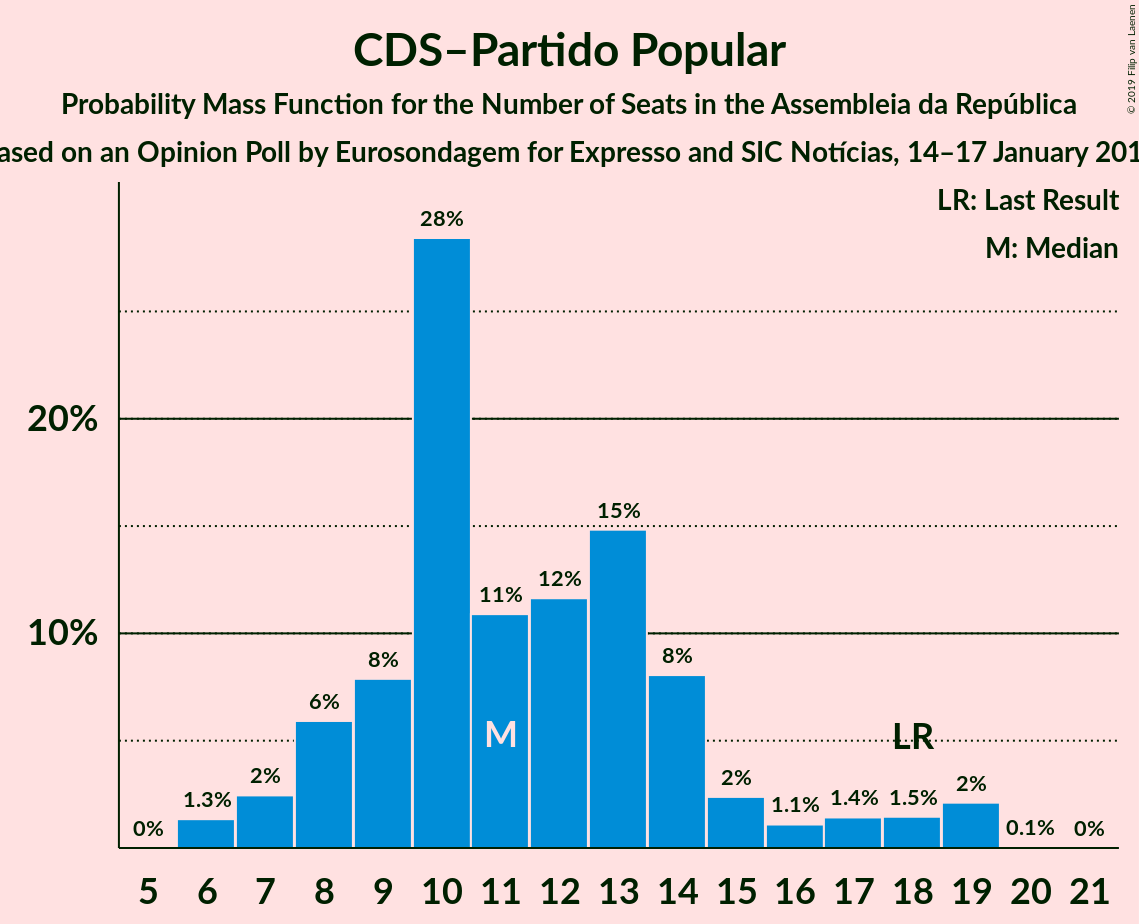 CDS–Partido Popular
Probability Mass Function for the Number of Seats in the Assembleia da República
ased on an Opinion Poll by Eurosondagem for Expresso and SIC Notícias, 14–17 January 201
© 2019 Filip van Laenen
LR: Last Result
M: Median
28%
20%
15%
12%
11%
10%
8%
8%
6%
M
LR
2%
2%
2%
1.3%
1.1%
1.4%
1.5%
0%
0.1%
0%
5 6 7 8 9 10 11 12 13 14 15 16 17 18 19 20 21